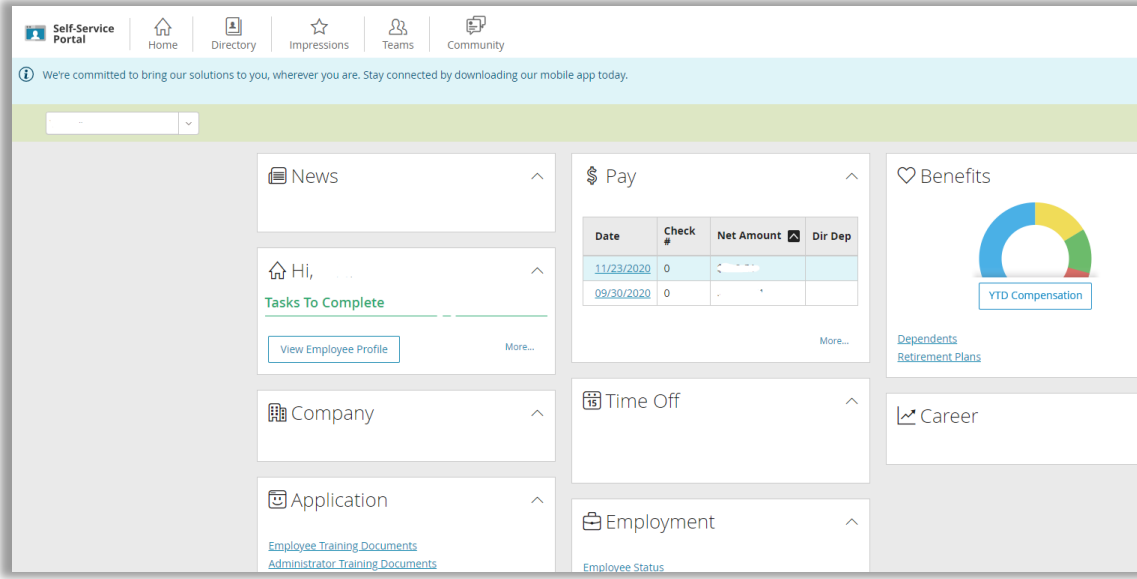 Self-Service
Portal
Home
Directory
Impressions
Teams
Community
We're committed to bring our solutions to you, wherever you are. Stay connected by downloading our mobile app today.
News
Hi,
Tasks To Complete
View Employee Profile
More...
Company
Application
Employee Training Documents
Administrator Training Documents
$ Pay
Date Check # Net Amount Dir Dep
11/23/2020 0
09/30/2020 0
More...
15 Time Off
Employment
Employee Status
Benefits
YTD Compensation
Dependents
Retirement Plans
Career